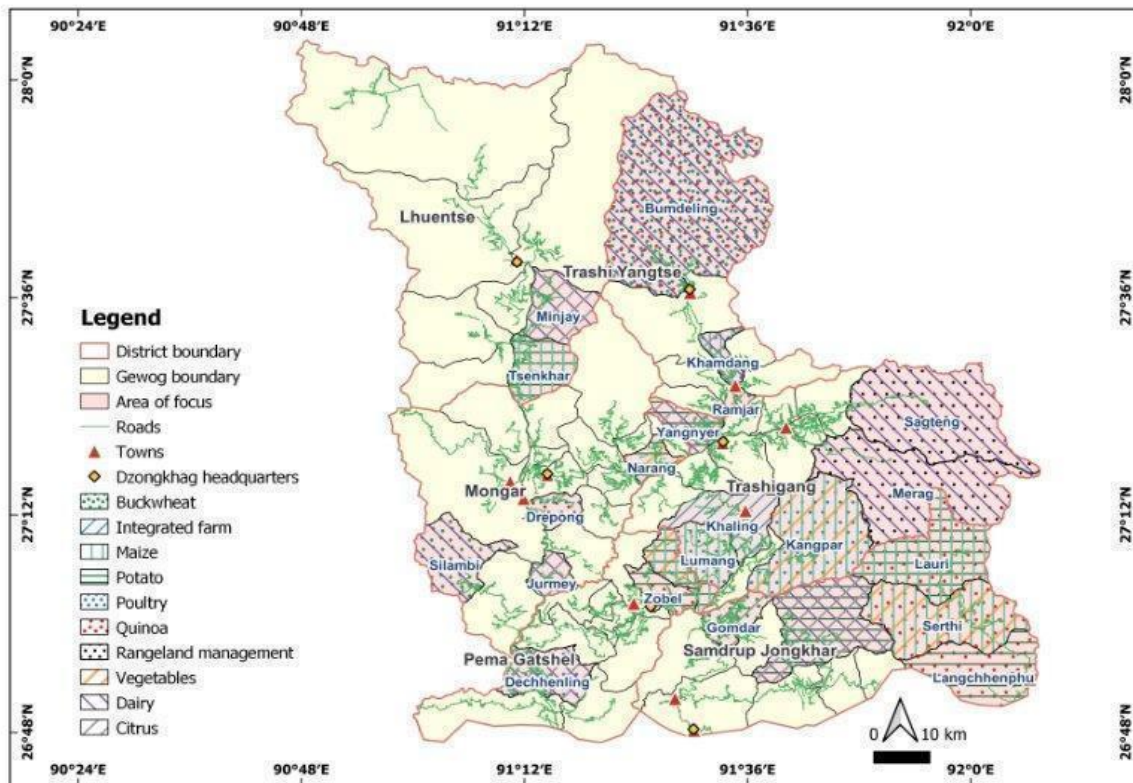 90°24'E 90°48'E 91°12'E 91°36'E 92°0'E
28°0'N 28°0'N
Bumdeling
Lhuentse
Trashi Yangtse
27°36'N 27°36'N
Minjay
Khamdang
Tsenkhar
Ramjar
Sagteng
Yangnyer
Narang
Trashigang
Mongar
Merag
27°12'N 27°12'N
Drepong
Khaling
Kangpar
Silambi
Lumang
Lauri
Jurmey
Zobel
Gomdar
Serthi
Pema Gatshel
Samdrup Jongkhar
Dechhenling
Langchhenphu
26°48'N 26°48'N
Legend
District boundary
Gewog boundary
Area of focus
Roads
Towns
Dzongkhag headquarters
Buckwheat
Integrated farm
Maize
Potato
Poultry
Quinoa
Rangeland management
Vegetables
Dairy
Citrus
0 10 km
90°24'E 90°48'E 91°12'E 91°36'E 92°0'E